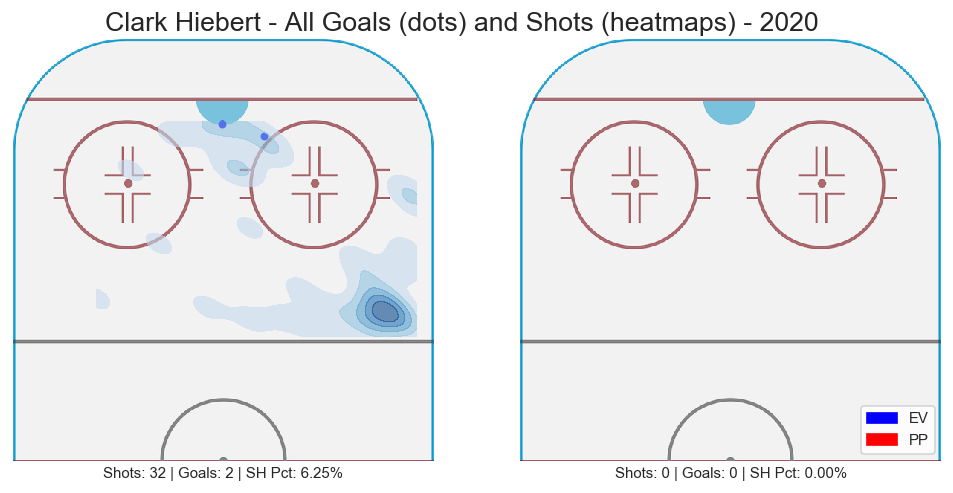 Clark Hiebert - All Goals (dots) and Shots (heatmaps) - 2020
EV
PP
Shots: 32 | Goals: 2 | SH Pct: 6.25%
Shots: 0 | Goals: 0 | SH Pct: 0.00%